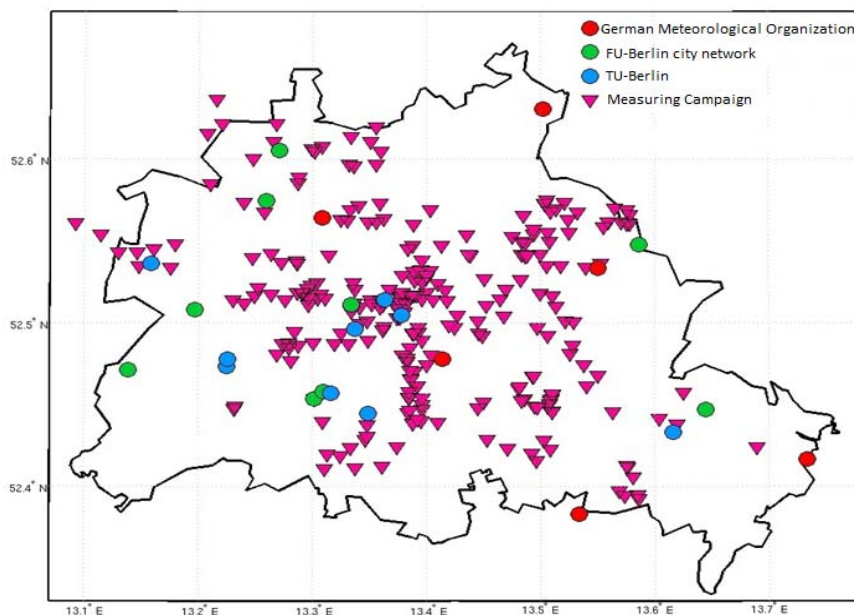 German Meteorological Organization
FU-Berlin city network
TU-Berlin
Measuring Campaign
52.6° N
52.5° N
52.4° N
13.1° E 13.2° E 13.3° E 13.4° E 13.5° E 13.6° E 13.7° E